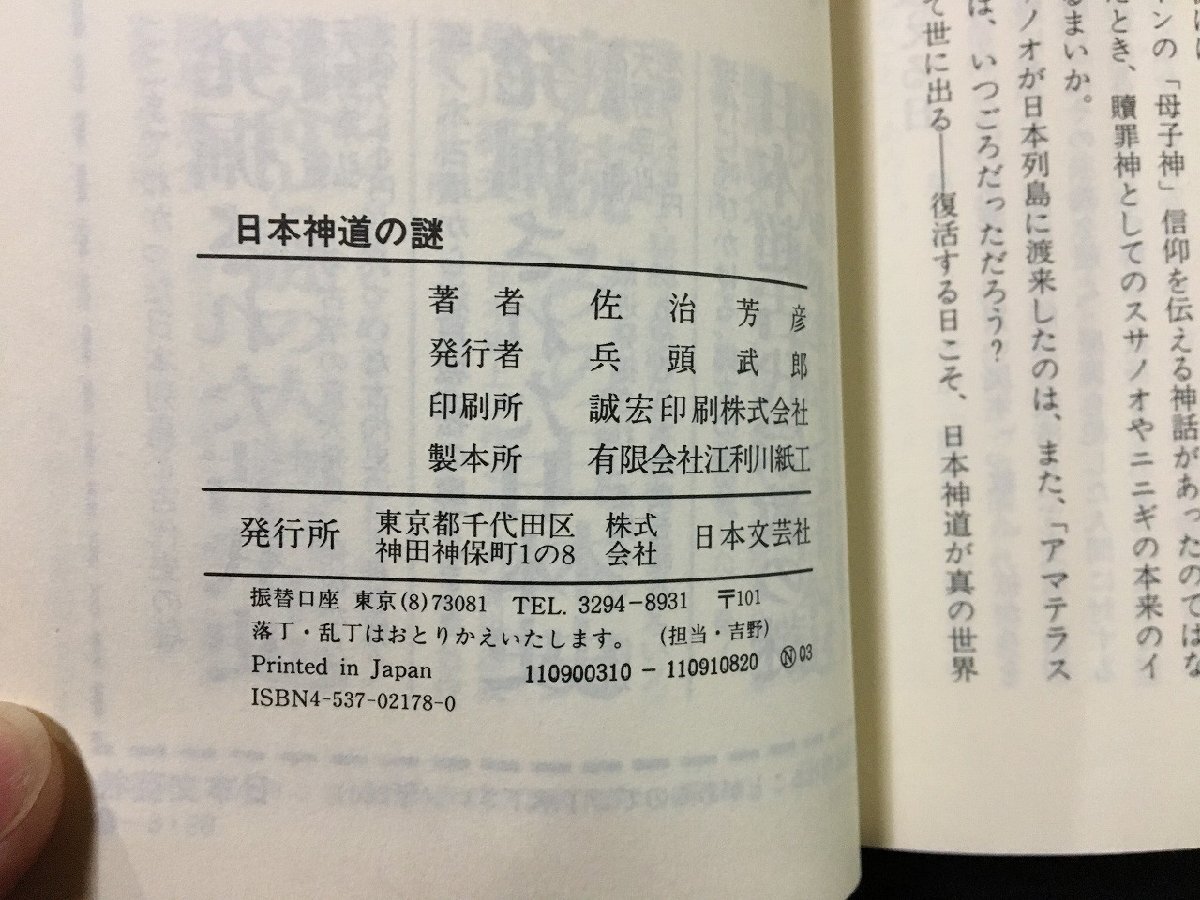 日本神道の謎
著者 佐治芳彦
発行者 兵頭武郎
印刷所 誠宏印刷株式会社
製本所 有限会社江利川紙工
発行所 東京都千代田区神田神保町1の8 株式会社 日本文芸社
振替口座 東京(8)73081 TEL. 3294-8931 〒101
落丁・乱丁はおとりかえいたします。 (担当・吉野)
Printed in Japan 110900310-110910820 Ⓝ03
ISBN4-537-02178-0
ンの「母子神」信仰を伝える神話があったのではな
たとき、贖罪神としてのスサノオやニニギの本来のイ
るまいか。
ノオが日本列島に渡来したのは、また、「アマテラス
は、いつごろだっただろう?
て世に出る――復活する日こそ、日本神道が真の世界